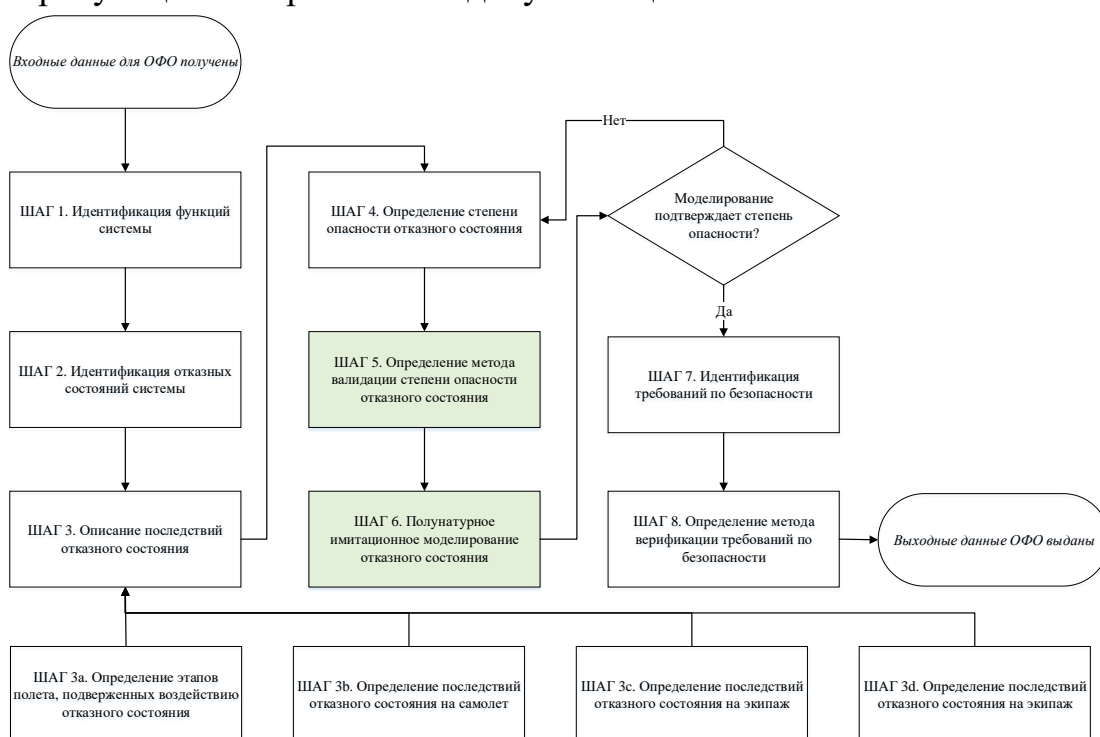 Входные данные для ОФО получены
ШАГ 1. Идентификация функций
системы
ШАГ 2. Идентификация отказных
состояний системы
ШАГ 3. Описание последствий
отказного состояния
ШАГ 4. Определение степени
опасности отказного состояния
ШАГ 5. Определение метода
валидации степени опасности
отказного состояния
ШАГ 6. Полунатурное
имитационное моделирование
отказного состояния
Нет
Моделирование
подтверждает степень
опасности?
Да
ШАГ 7. Идентификация
требований по безопасности
ШАГ 8. Определение метода
верификации требований по
безопасности
Выходные данные ОФО выданы
ШАГ 3a. Определение этапов
полета, подверженных воздействию
отказного состояния
ШАГ 3b. Определение последствий
отказного состояния на самолет
ШАГ 3c. Определение последствий
отказного состояния на экипаж
ШАГ 3d. Определение последствий
отказного состояния на экипаж